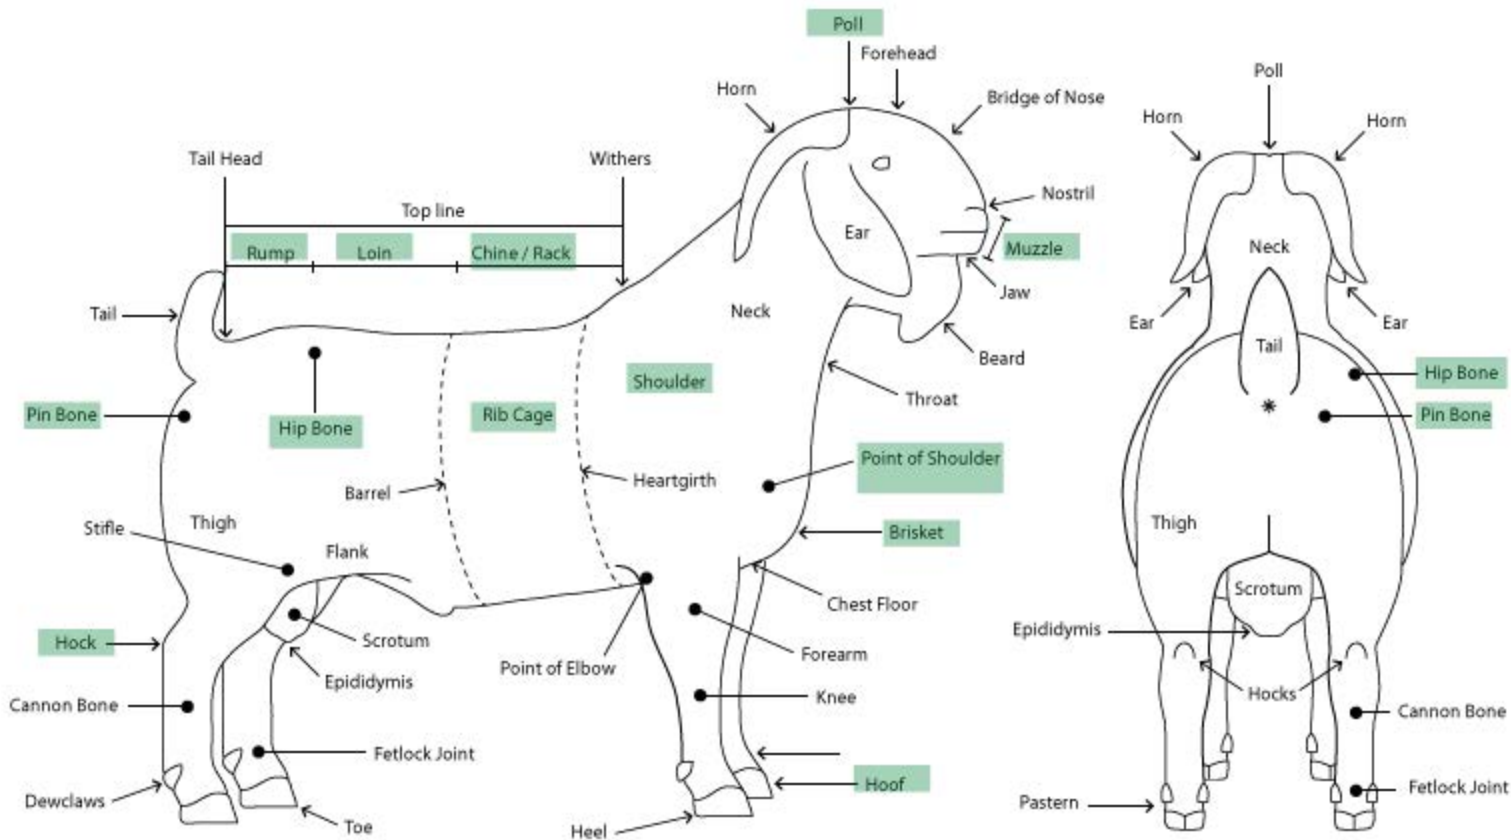 Poll
Forehead
Horn
Bridge of Nose
Tail Head
Withers
Top line
Rump
Loin
Chine / Rack
Nostril
Ear
Muzzle
Jaw
Tail
Neck
Beard
Shoulder
Throat
Pin Bone
Hip Bone
Rib Cage
Point of Shoulder
Barrel
Heartgirth
Stifle
Thigh
Flank
Brisket
Chest Floor
Hock
Scrotum
Point of Elbow
Forearm
Epididymis
Cannon Bone
Knee
Fetlock Joint
Hoof
Dewclaws
Toe
Heel
Poll
Horn
Horn
Neck
Ear
Ear
Tail
Hip Bone
Pin Bone
Thigh
Scrotum
Epididymis
Hocks
Cannon Bone
Fetlock Joint
Pastern